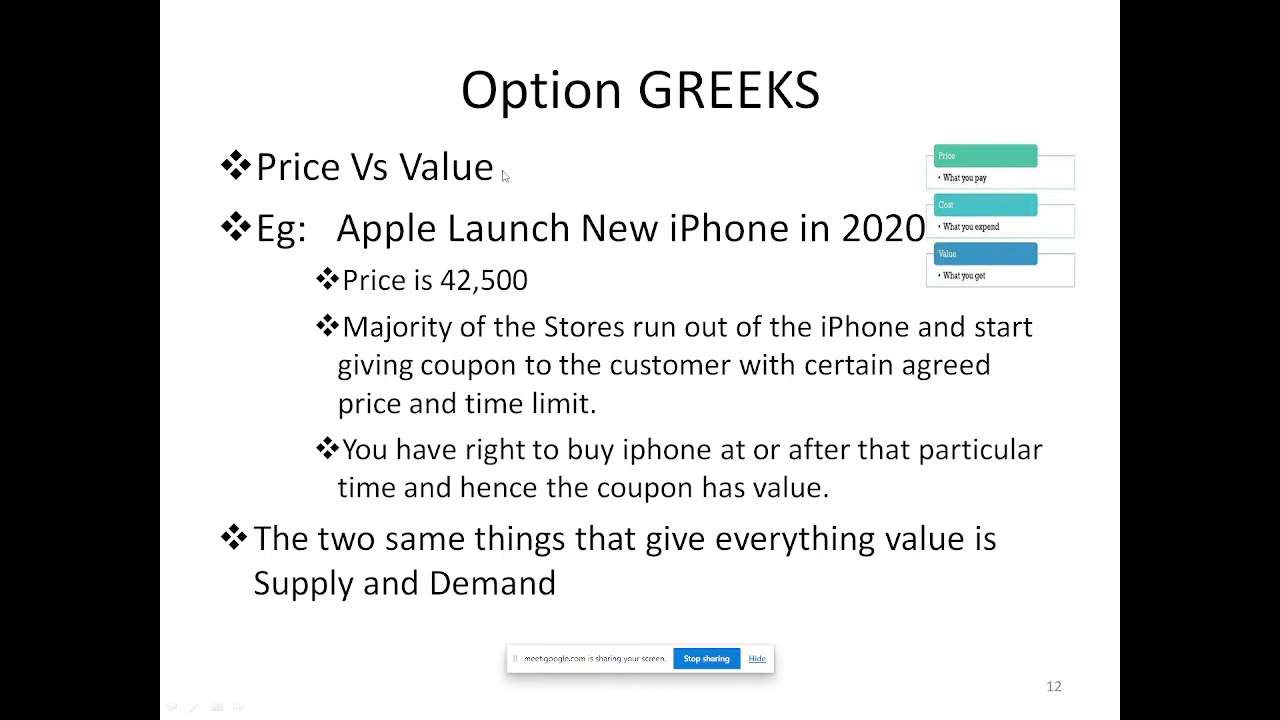 Option GREEKS
❖Price Vs Value
❖Eg: Apple Launch New iPhone in 2020
❖Price is 42,500
❖Majority of the Stores run out of the iPhone and start
giving coupon to the customer with certain agreed
price and time limit.
❖You have right to buy iphone at or after that particular
time and hence the coupon has value.
❖The two same things that give everything value is
Supply and Demand
Price
• What you pay
Cost
• What you expend
Value
• What you get
meet.google.com is sharing your screen. Stop sharing Hide
12